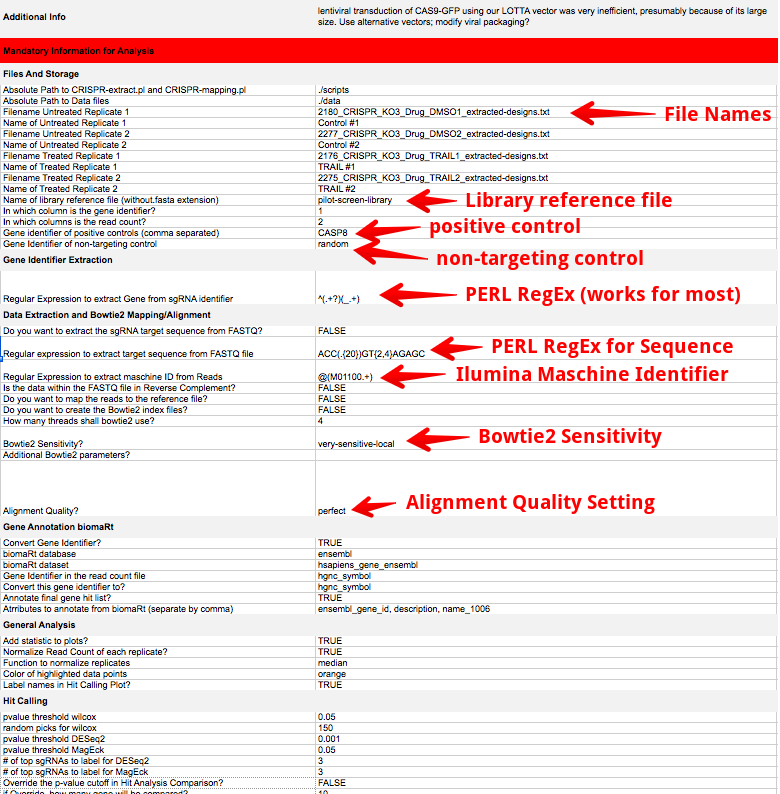 Additional Info
lentiviral transduction of CAS9-GFP using our LOTTA vector was very inefficient, presumably because of its large
size. Use alternative vectors; modify viral packaging?
Mandatory Information for Analysis
Files And Storage
Absolute Path to CRISPR-extract.pl and CRISPR-mapping.pl ./scripts
Absolute Path to Data files ./data
Filename Untreated Replicate 1 2180_CRISPR_KO3_Drug_DMSO1_extracted-designs.txt File Names
Name of Untreated Replicate 1 Control #1
Filename Untreated Replicate 2 2277_CRISPR_KO3_Drug_DMSO2_extracted-designs.txt
Name of Untreated Replicate 2 Control #2
Filename Treated Replicate 1 2176_CRISPR_KO3_Drug_TRAIL1_extracted-designs.txt
Name of Treated Replicate 1 TRAIL #1
Filename Treated Replicate 2 2275_CRISPR_KO3_Drug_TRAIL2_extracted-designs.txt
Name of Treated Replicate 2 TRAIL #2
Name of library reference file (without.fasta extension) pilot-screen-library Library reference file
In which column is the gene identifier? 1
In which columns is the read count? 2
Gene identifier of positive controls (comma separated) CASP8 positive control
Gene Identifier of non-targeting control random non-targeting control
Gene Identifier Extraction
Regular Expression to extract Gene from sgRNA identifier ^(.+?)(_.+) PERL RegEx (works for most)
Data Extraction and Bowtie2 Mapping/Alignment
Do you want to extract the sgRNA target sequence from FASTQ? FALSE
Regular expression to extract target sequence from FASTQ file ACC(.{20})GT{2,4}AGAGC PERL RegEx for Sequence
Regular Expression to extract maschine ID from Reads @(M01100.+) Ilumina Maschine Identifier
Is the data within the FASTQ file in Reverse Complement? FALSE
Do you want to map the reads to the reference file? FALSE
Do you want to create the Bowtie2 index files? FALSE
How many threads shall bowtie2 use? 4
Bowtie2 Sensitivity? very-sensitive-local Bowtie2 Sensitivity
Additional Bowtie2 parameters?
Alignment Quality? perfect Alignment Quality Setting
Gene Annotation biomaRt
Convert Gene Identifier? TRUE
biomaRt database ensembl
biomaRt dataset hsapiens_gene_ensembl
Gene Identifier in the read count file hgnc_symbol
Convert this gene identifier to? hgnc_symbol
Annotate final gene hit list? TRUE
Atrributes to annotate from biomaRt (separate by comma) ensembl_gene_id, description, name_1006
General Analysis
Add statistic to plots? TRUE
Normalize Read Count of each replicate? TRUE
Function to normalize replicates median
Color of highlighted data points orange
Label names in Hit Calling Plot? TRUE
Hit Calling
pvalue threshold wilcox 0.05
random picks for wilcox 150
pvalue threshold DESeq2 0.001
pvalue threshold MagEck 0.05
# of top sgRNAs to label for DESeq2 3
# of top sgRNAs to label for MagEck 3
Override the p-value cutoff in Hit Analysis Comparison? FALSE
if Override, how many gene will be compared? 10